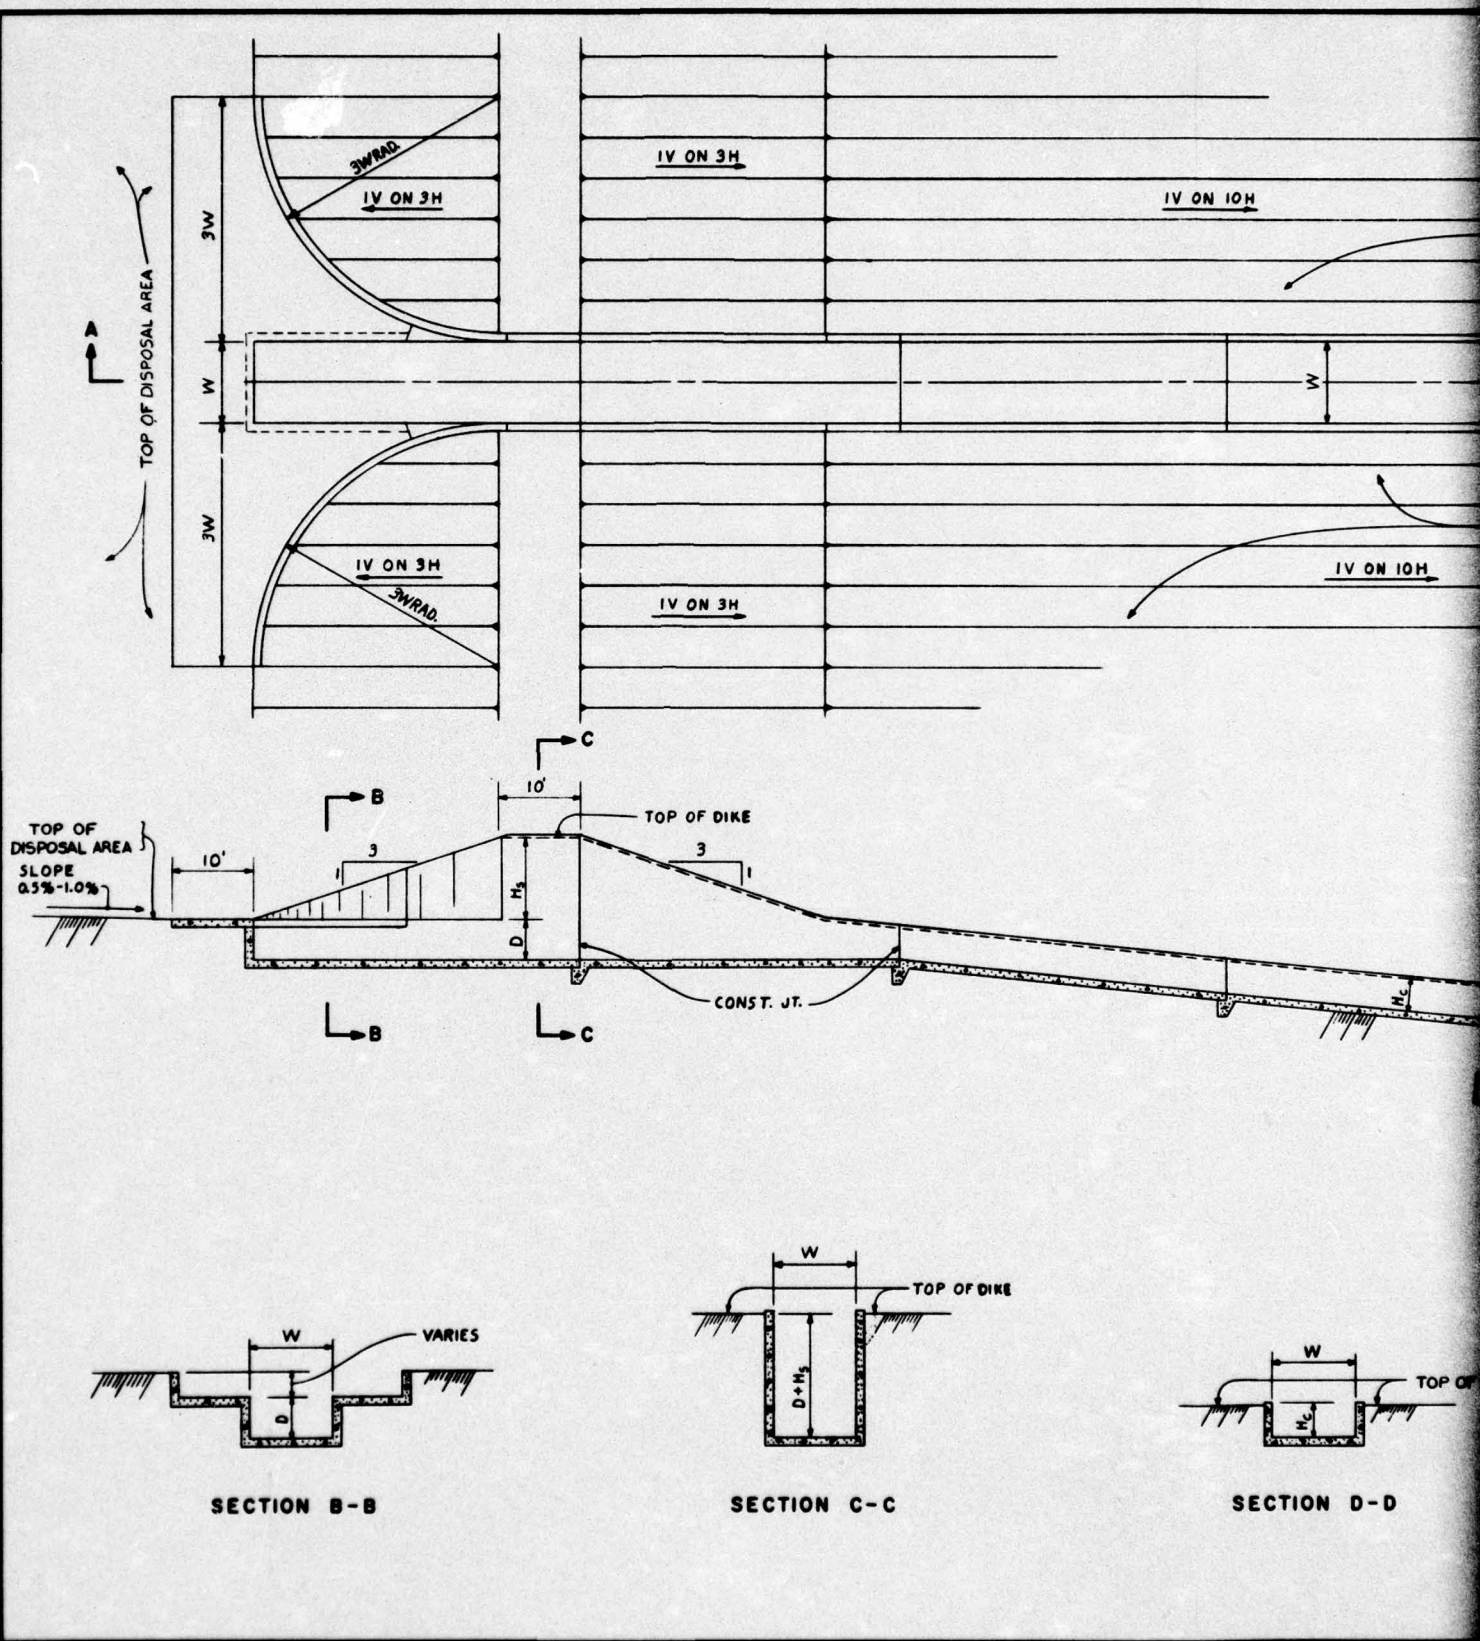 3W RAD.
1V ON 3H
1V ON 3H
1V ON 10H
3W
A
W
W
TOP OF DISPOSAL AREA
3W
1V ON 3H
3W RAD.
1V ON 3H
1V ON 10H
C
10'
B
TOP OF DIKE
TOP OF
DISPOSAL AREA
SLOPE
0.5%-1.0%
10'
3
1
3
1
HS
D
CONST. JT.
HC
B
C
W
TOP OF DIKE
D+HS
W
VARIES
D
W
TOP OF
HC
SECTION B-B
SECTION C-C
SECTION D-D